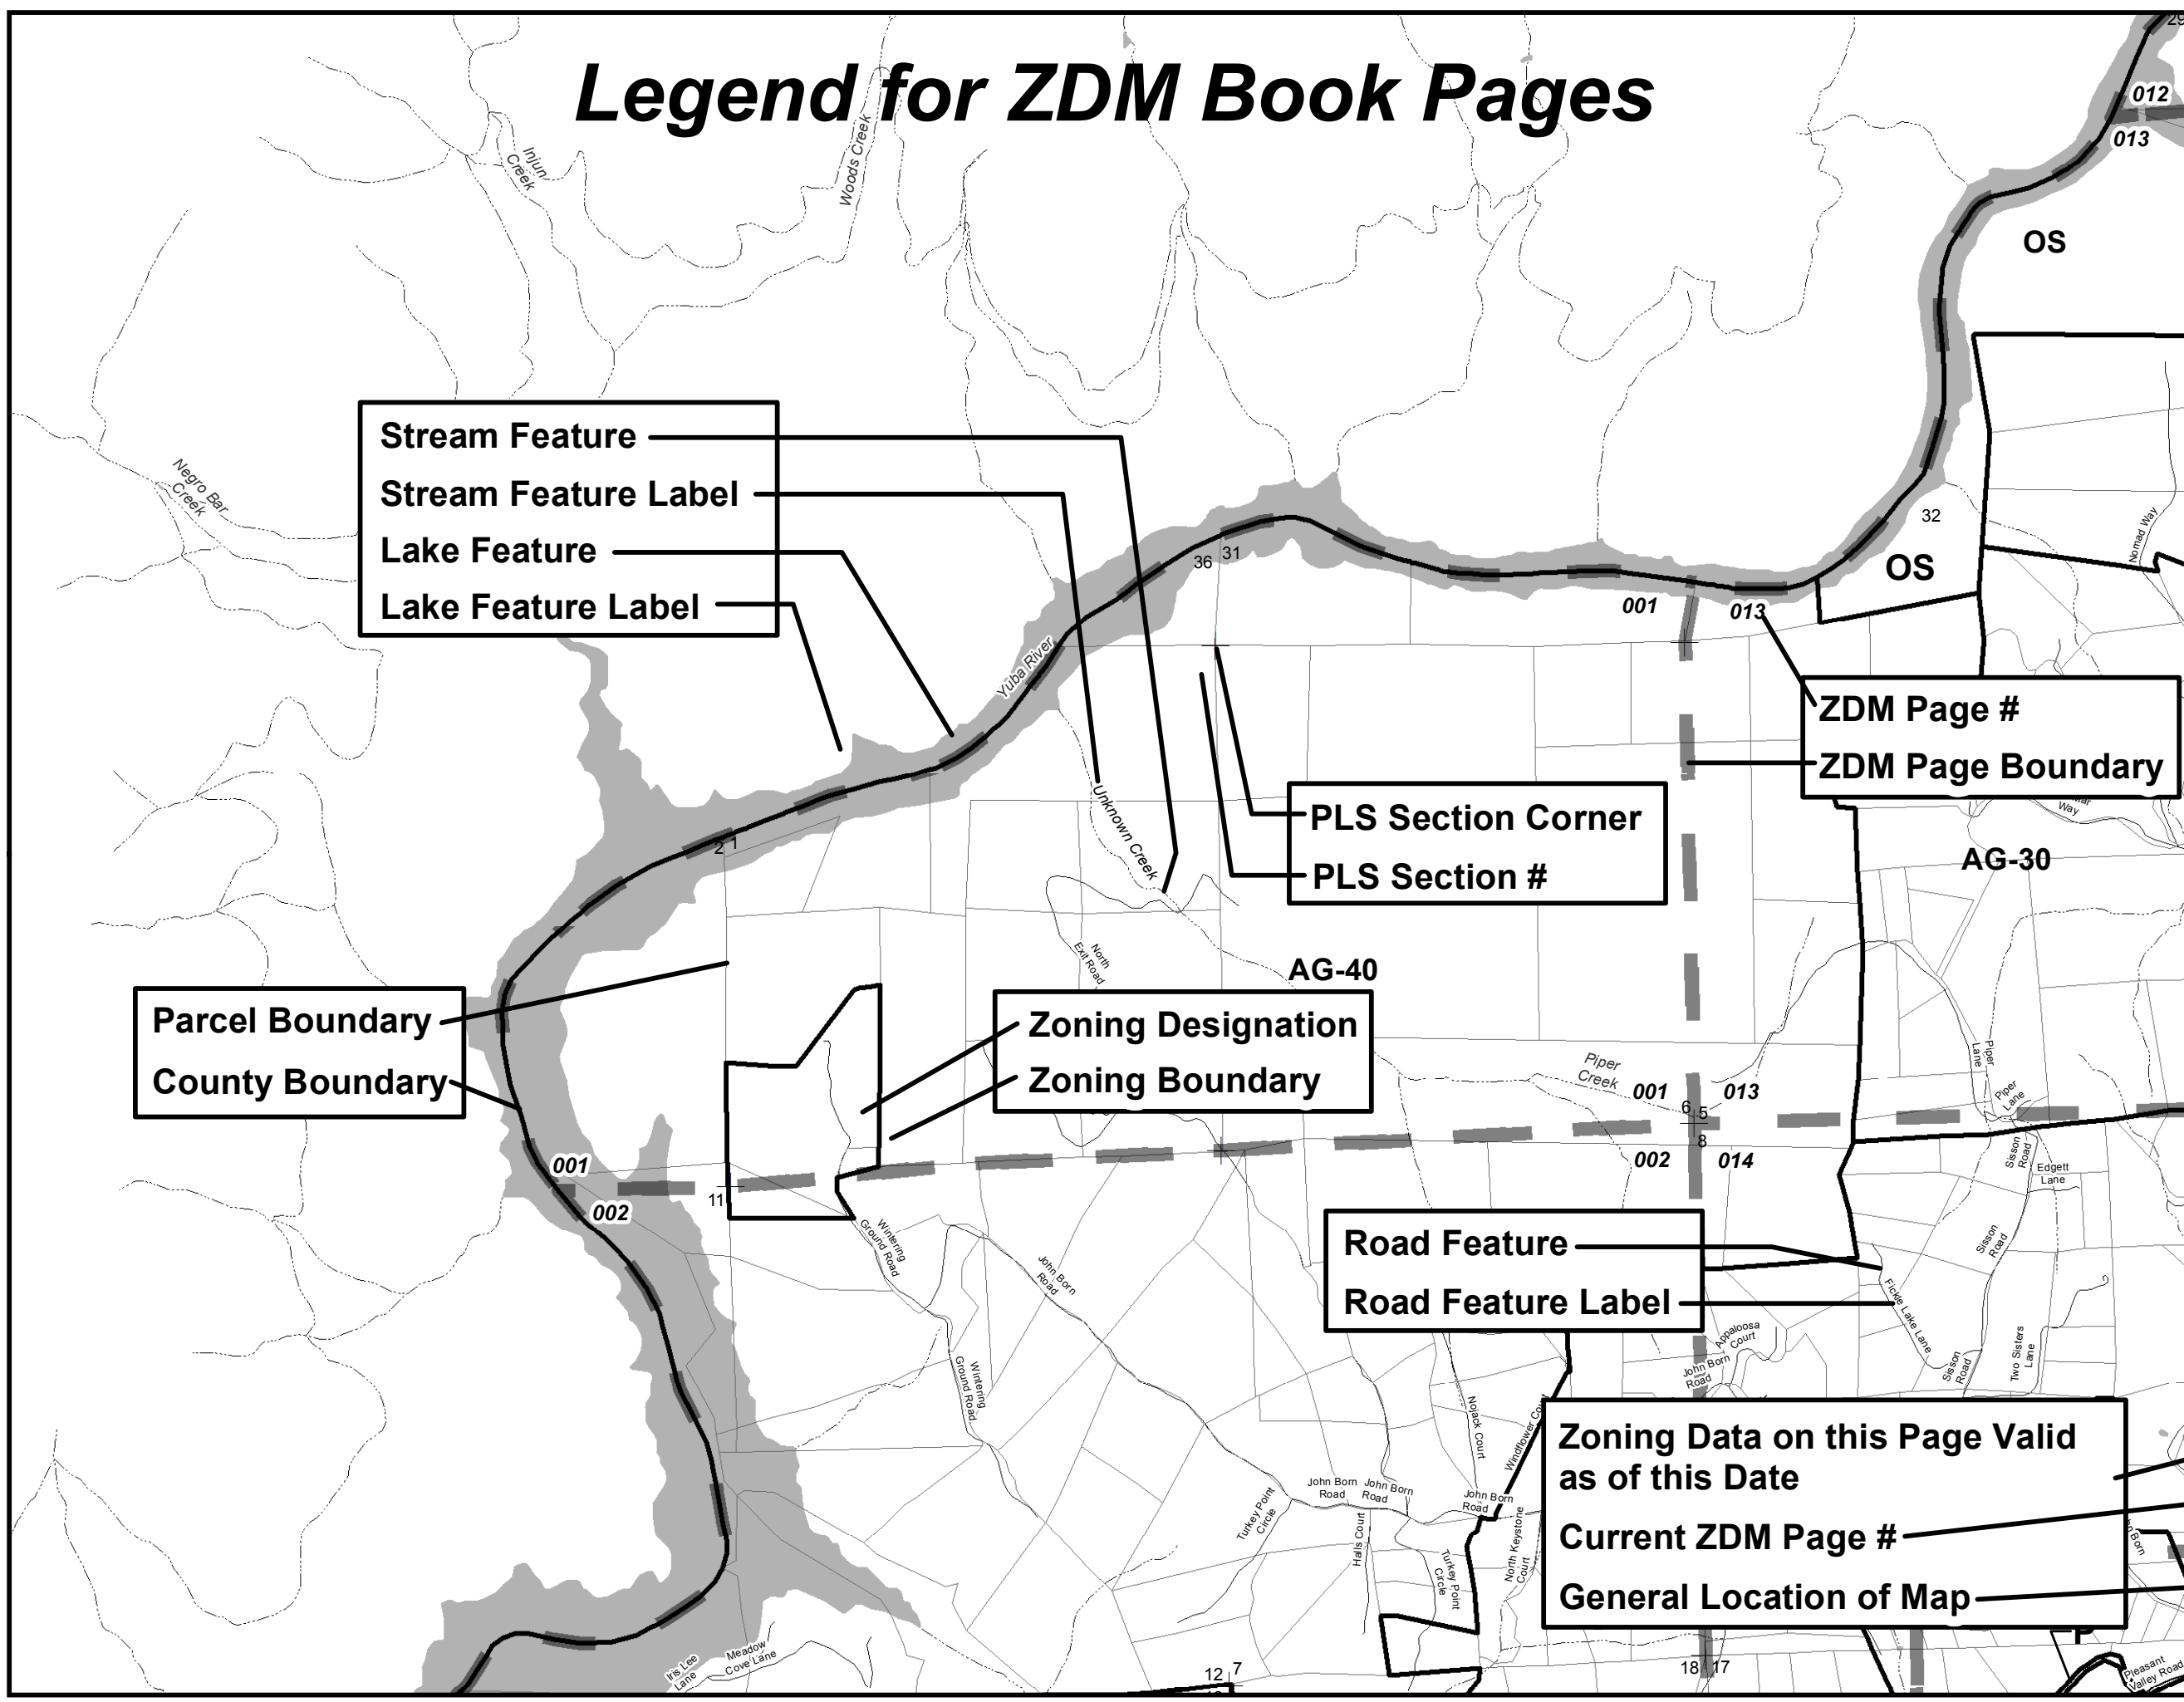 Legend for ZDM Book Pages
29
012
013
Injun
Creek
Woods Creek
OS
Stream Feature
Stream Feature Label
Lake Feature
Lake Feature Label
Negro Bar
Creek
32
Nomad Way
36
31
OS
001
013
Yuba River
ZDM Page #
ZDM Page Boundary
Way
Unknown Creek
PLS Section Corner
PLS Section #
2
1
AG-30
North
Exit Road
AG-40
Parcel Boundary
County Boundary
Zoning Designation
Zoning Boundary
Piper
Creek
Piper
Lane
Piper
Lane
001
013
6
5
8
002
014
Sisson
Road
Edgett
Lane
001
002
11
Wintering
Ground Road
John Born
Road
Sisson
Road
Road Feature
Road Feature Label
Fickle Lake Lane
Appaloosa
Court
John Born
Road
Two Sisters
Lane
Sisson
Road
Wintering
Ground Road
Nojack Court
Zoning Data on this Page Valid
as of this Date
Current ZDM Page #
General Location of Map
John Born
Road
John Born
Road
John Born
Road
Turkey Point
Circle
Halls Court
Turkey Point
Circle
North Keystone
Court
Iris Lee
Lane
Meadow
Cove Lane
12
7
18
17
Pleasant
Valley Road